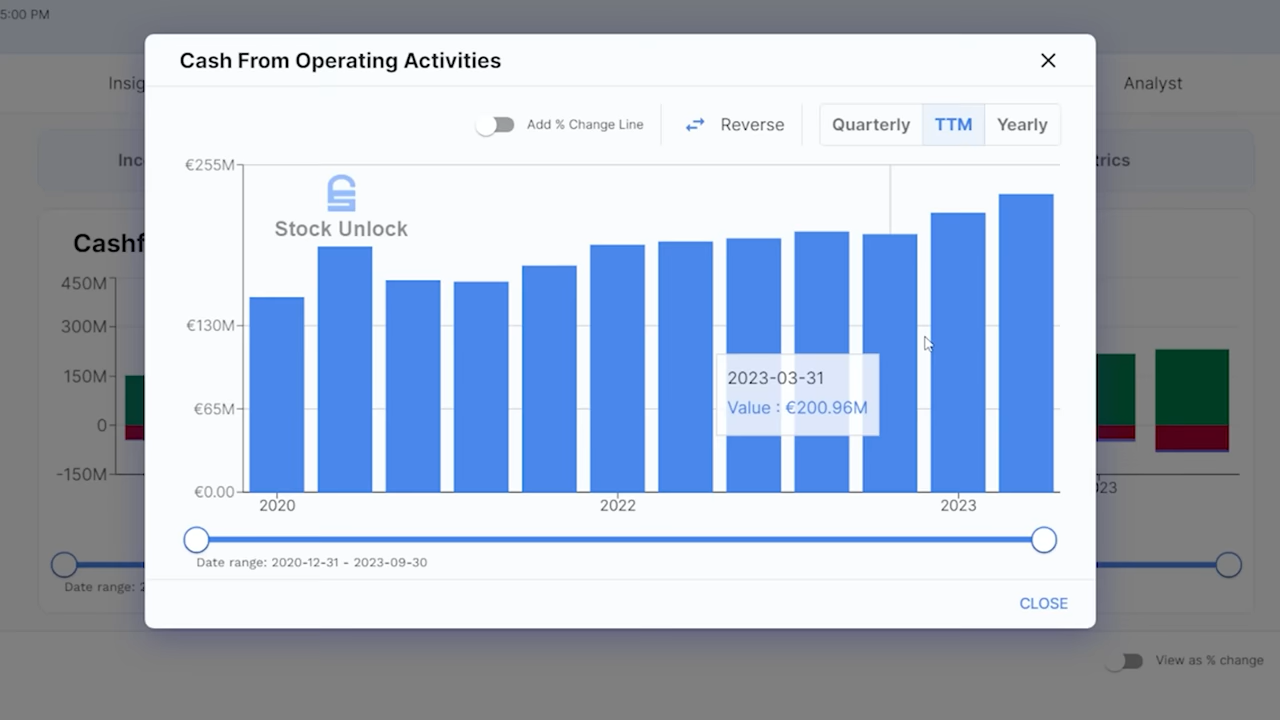 5:00 PM
Cash From Operating Activities
Insig
Analyst
Add % Change Line
Reverse
Quarterly
TTM
Yearly
Inc
trics
€255M
Stock Unlock
Cashf
450M
300M
150M
0
-150M
€130M
€65M
€0.00
2023-03-31
Value : €200.96M
2020
2022
2023
023
Date range: 2020-12-31 - 2023-09-30
Date range: 2
CLOSE
View as % change